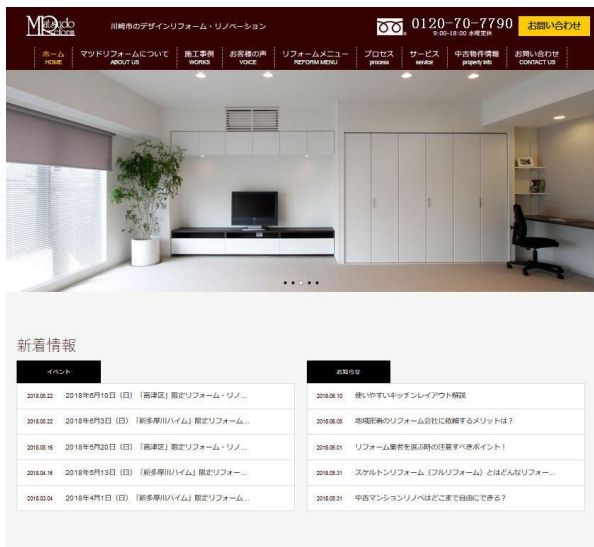 Matsudo Reform
川崎市のデザインリフォーム・リノベーション
0120-70-7790
9:00-18:00 水曜定休
お問い合わせ
ホーム マツドリフォームについて 施工事例 お客様の声 リフォームメニュー プロセス サービス 中古物件情報 お問い合わせ
HOME ABOUT US WORKS VOICE REFORM MENU process service property info CONTACT US
新着情報
イベント
2018.05.22 2018年6月10日（日）「高津区」限定リフォーム・リノ...
2018.05.22 2018年6月3日（日）「新多摩川ハイム」限定リフォーム...
2018.05.16 2018年5月20日（日）「高津区」限定リフォーム・リノ...
2018.04.16 2018年5月13日（日）「新多摩川ハイム」限定リフォー...
2018.03.04 2018年4月1日（日）「新多摩川ハイム」限定リフォーム...
お知らせ
2018.06.10 使いやすいキッチンレイアウト解説
2018.06.05 地域密着のリフォーム会社に依頼するメリットは？
2018.06.01 リフォーム業者を選ぶ時の注意すべきポイント！
2018.05.31 スケルトンリフォーム（フルリフォーム）とはどんなリフォー...
2018.05.31 中古マンションリノベはどこまで自由にできる？